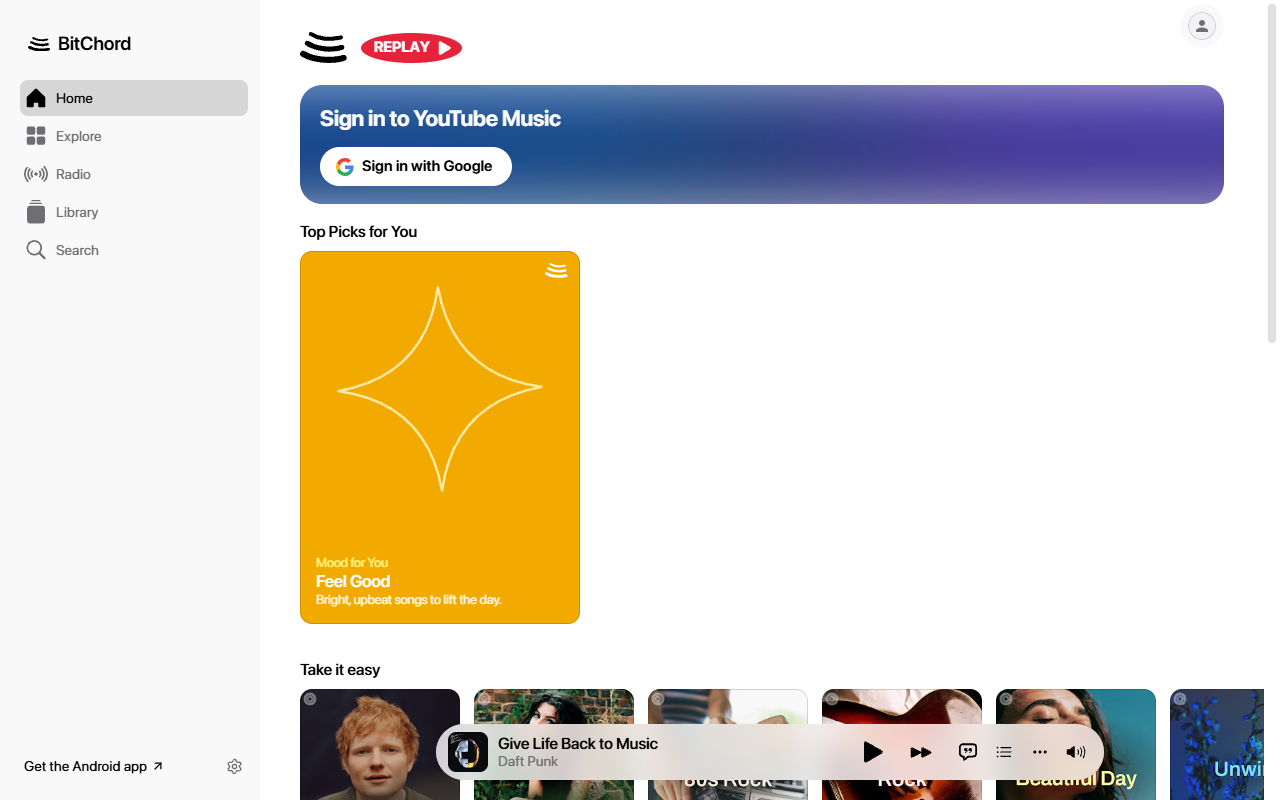 BitChord
Home
Explore
Radio
Library
Search
Get the Android app
REPLAY
Sign in to YouTube Music
Sign in with Google
Top Picks for You
Mood for You
Feel Good
Bright, upbeat songs to lift the day.
Take it easy
80s Rock
Rock
Beautiful Day
Give Life Back to Music
Daft Punk